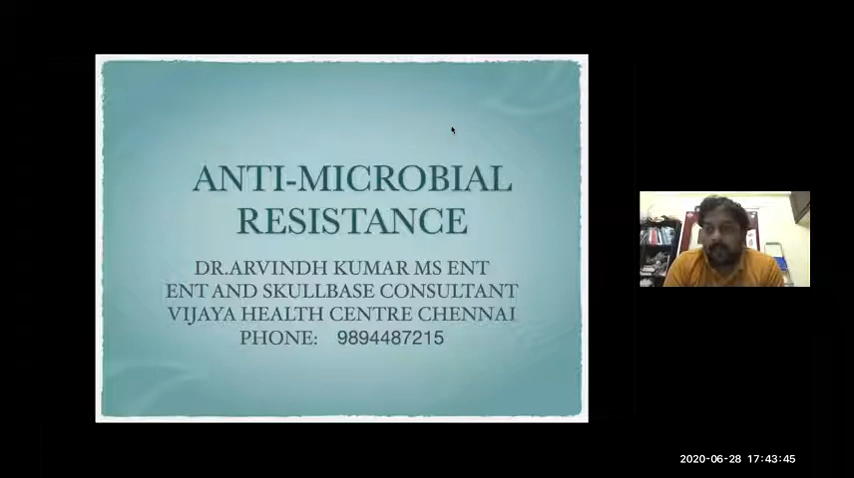 ANTI-MICROBIAL
RESISTANCE
DR.ARVINDH KUMAR MS ENT
ENT AND SKULLBASE CONSULTANT
VIJAYA HEALTH CENTRE CHENNAI
PHONE: 9894487215
2020-06-28 17:43:45